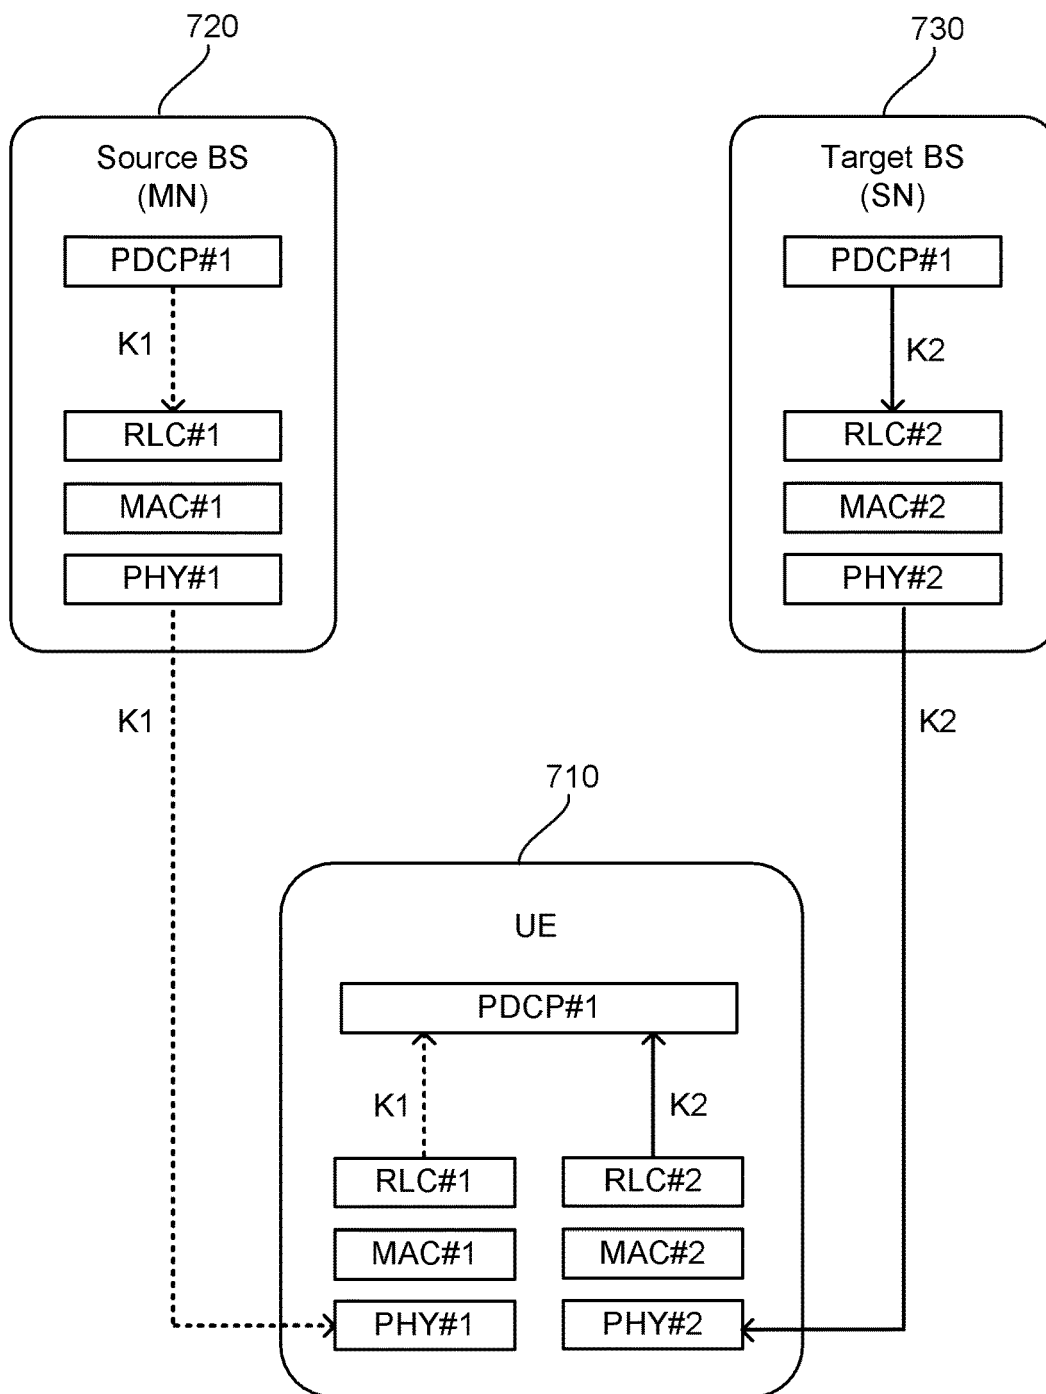 720
730
Source BS
(MN)
PDCP#1
K1
RLC#1
MAC#1
PHY#1
K1
Target BS
(SN)
PDCP#1
K2
RLC#2
MAC#2
PHY#2
K2
710
UE
PDCP#1
K1
K2
RLC#1
RLC#2
MAC#1
MAC#2
PHY#1
PHY#2